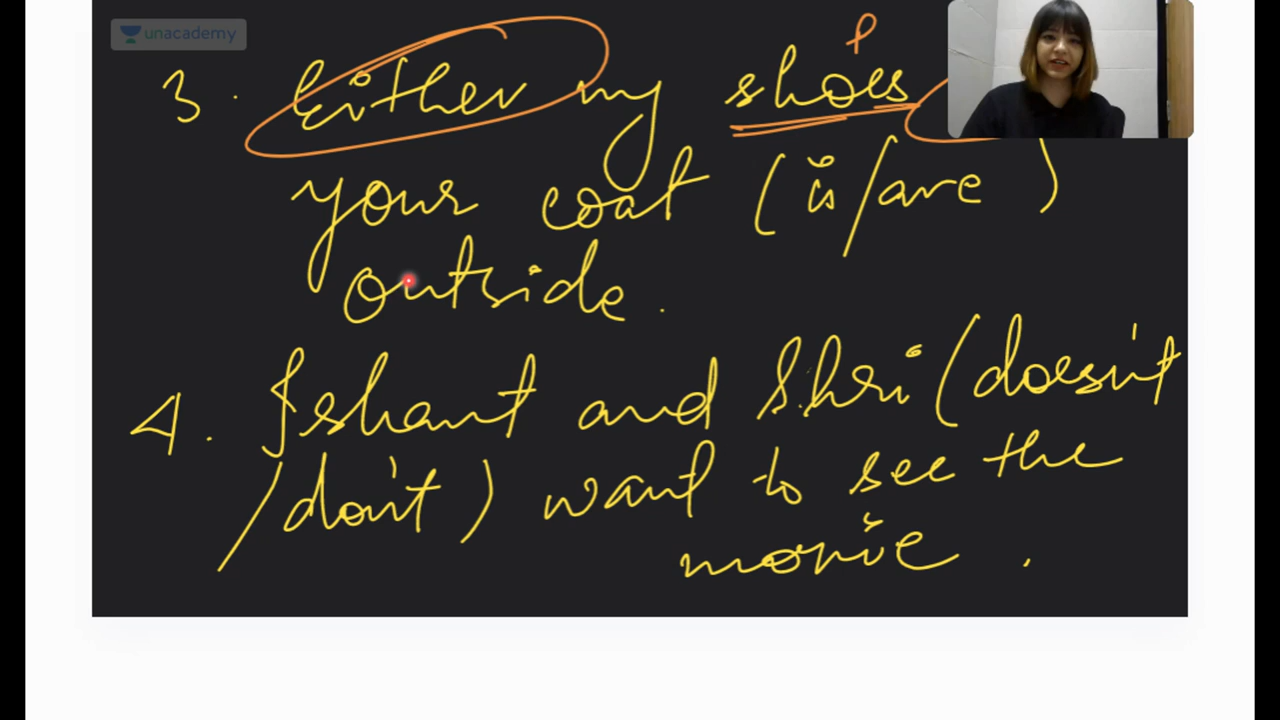 unacademy
P
3. Either my shoes
your coat (is/are)
outside.
4. Ishant and Shri (doesn't
/don't) want to see the
movie.